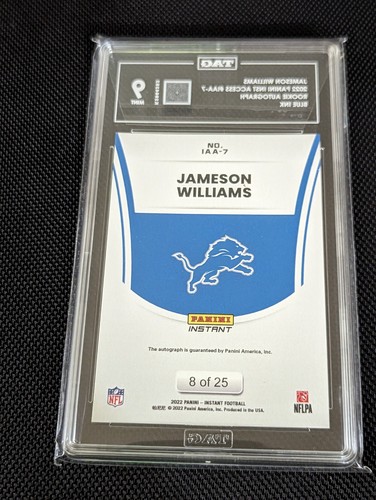 TAG
JAMESON WILLIAMS
2022 PANINI INST ACCESS #IAA-7
ROOKIE AUTOGRAPH
BLUE INK
9
MINT
NO.
IAA-7
JAMESON
WILLIAMS
PANINI
INSTANT
The autograph is guaranteed by Panini America, Inc.
8 of 25
NFL
2022 PANINI – INSTANT FOOTBALL
© 2022 Panini America, Inc. Produced in the USA.
NFLPA
TAG